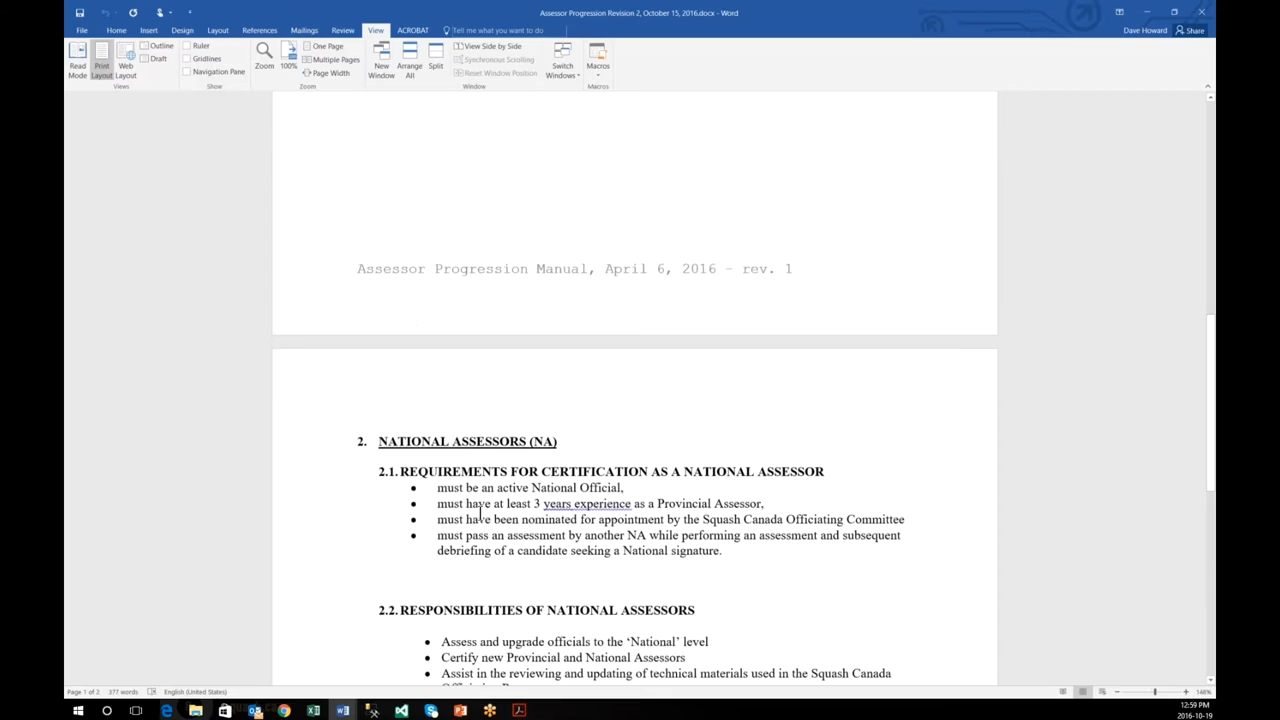 Assessor Progression Revision 2, October 15, 2016.docx - Word
File Home Insert Design Layout References Mailings Review View ACROBAT Tell me what you want to do Dave Howard Share
Read Mode
Print Layout
Web Layout
Outline
Draft
Views
Ruler
Gridlines
Navigation Pane
Show
Zoom
100%
One Page
Multiple Pages
Page Width
Zoom
New Window
Arrange All
Split
View Side by Side
Synchronous Scrolling
Reset Window Position
Window
Switch Windows
Macros
Macros
Assessor Progression Manual, April 6, 2016 – rev. 1
2. NATIONAL ASSESSORS (NA)
2.1. REQUIREMENTS FOR CERTIFICATION AS A NATIONAL ASSESSOR
• must be an active National Official,
• must have at least 3 years experience as a Provincial Assessor,
• must have been nominated for appointment by the Squash Canada Officiating Committee
• must pass an assessment by another NA while performing an assessment and subsequent
debriefing of a candidate seeking a National signature.
2.2. RESPONSIBILITIES OF NATIONAL ASSESSORS
• Assess and upgrade officials to the ‘National’ level
• Certify new Provincial and National Assessors
• Assist in the reviewing and updating of technical materials used in the Squash Canada
Page 1 of 2 377 words English (United States) 148%
12:59 PM
2016-10-19